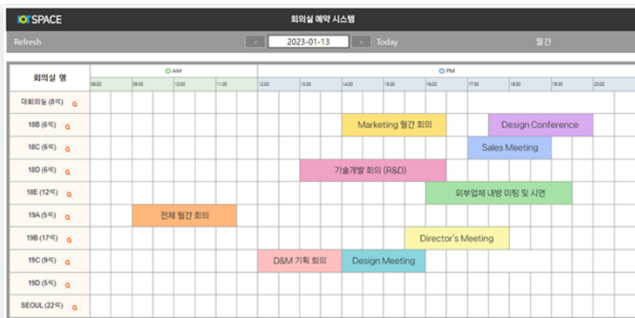 IOTSPACE
회의실 예약 시스템
Refresh
< 2023-01-13 > Today
월간
회의실 명
AM
PM
08:00 09:00 10:00 11:00 12:00 13:00 14:00 15:00 16:00 17:00 18:00 19:00 20:00
대회의실 (8석)
18B (6석) Marketing 월간 회의 Design Conference
18C (6석) Sales Meeting
18D (6석) 기술개발 회의 (R&D)
18E (12석) 외부업체 내방 미팅 및 시연
19A (5석) 전체 월간 회의
19B (17석) Director's Meeting
19C (9석) D&M 기획 회의 Design Meeting
19D (5석)
SEOUL (22석)